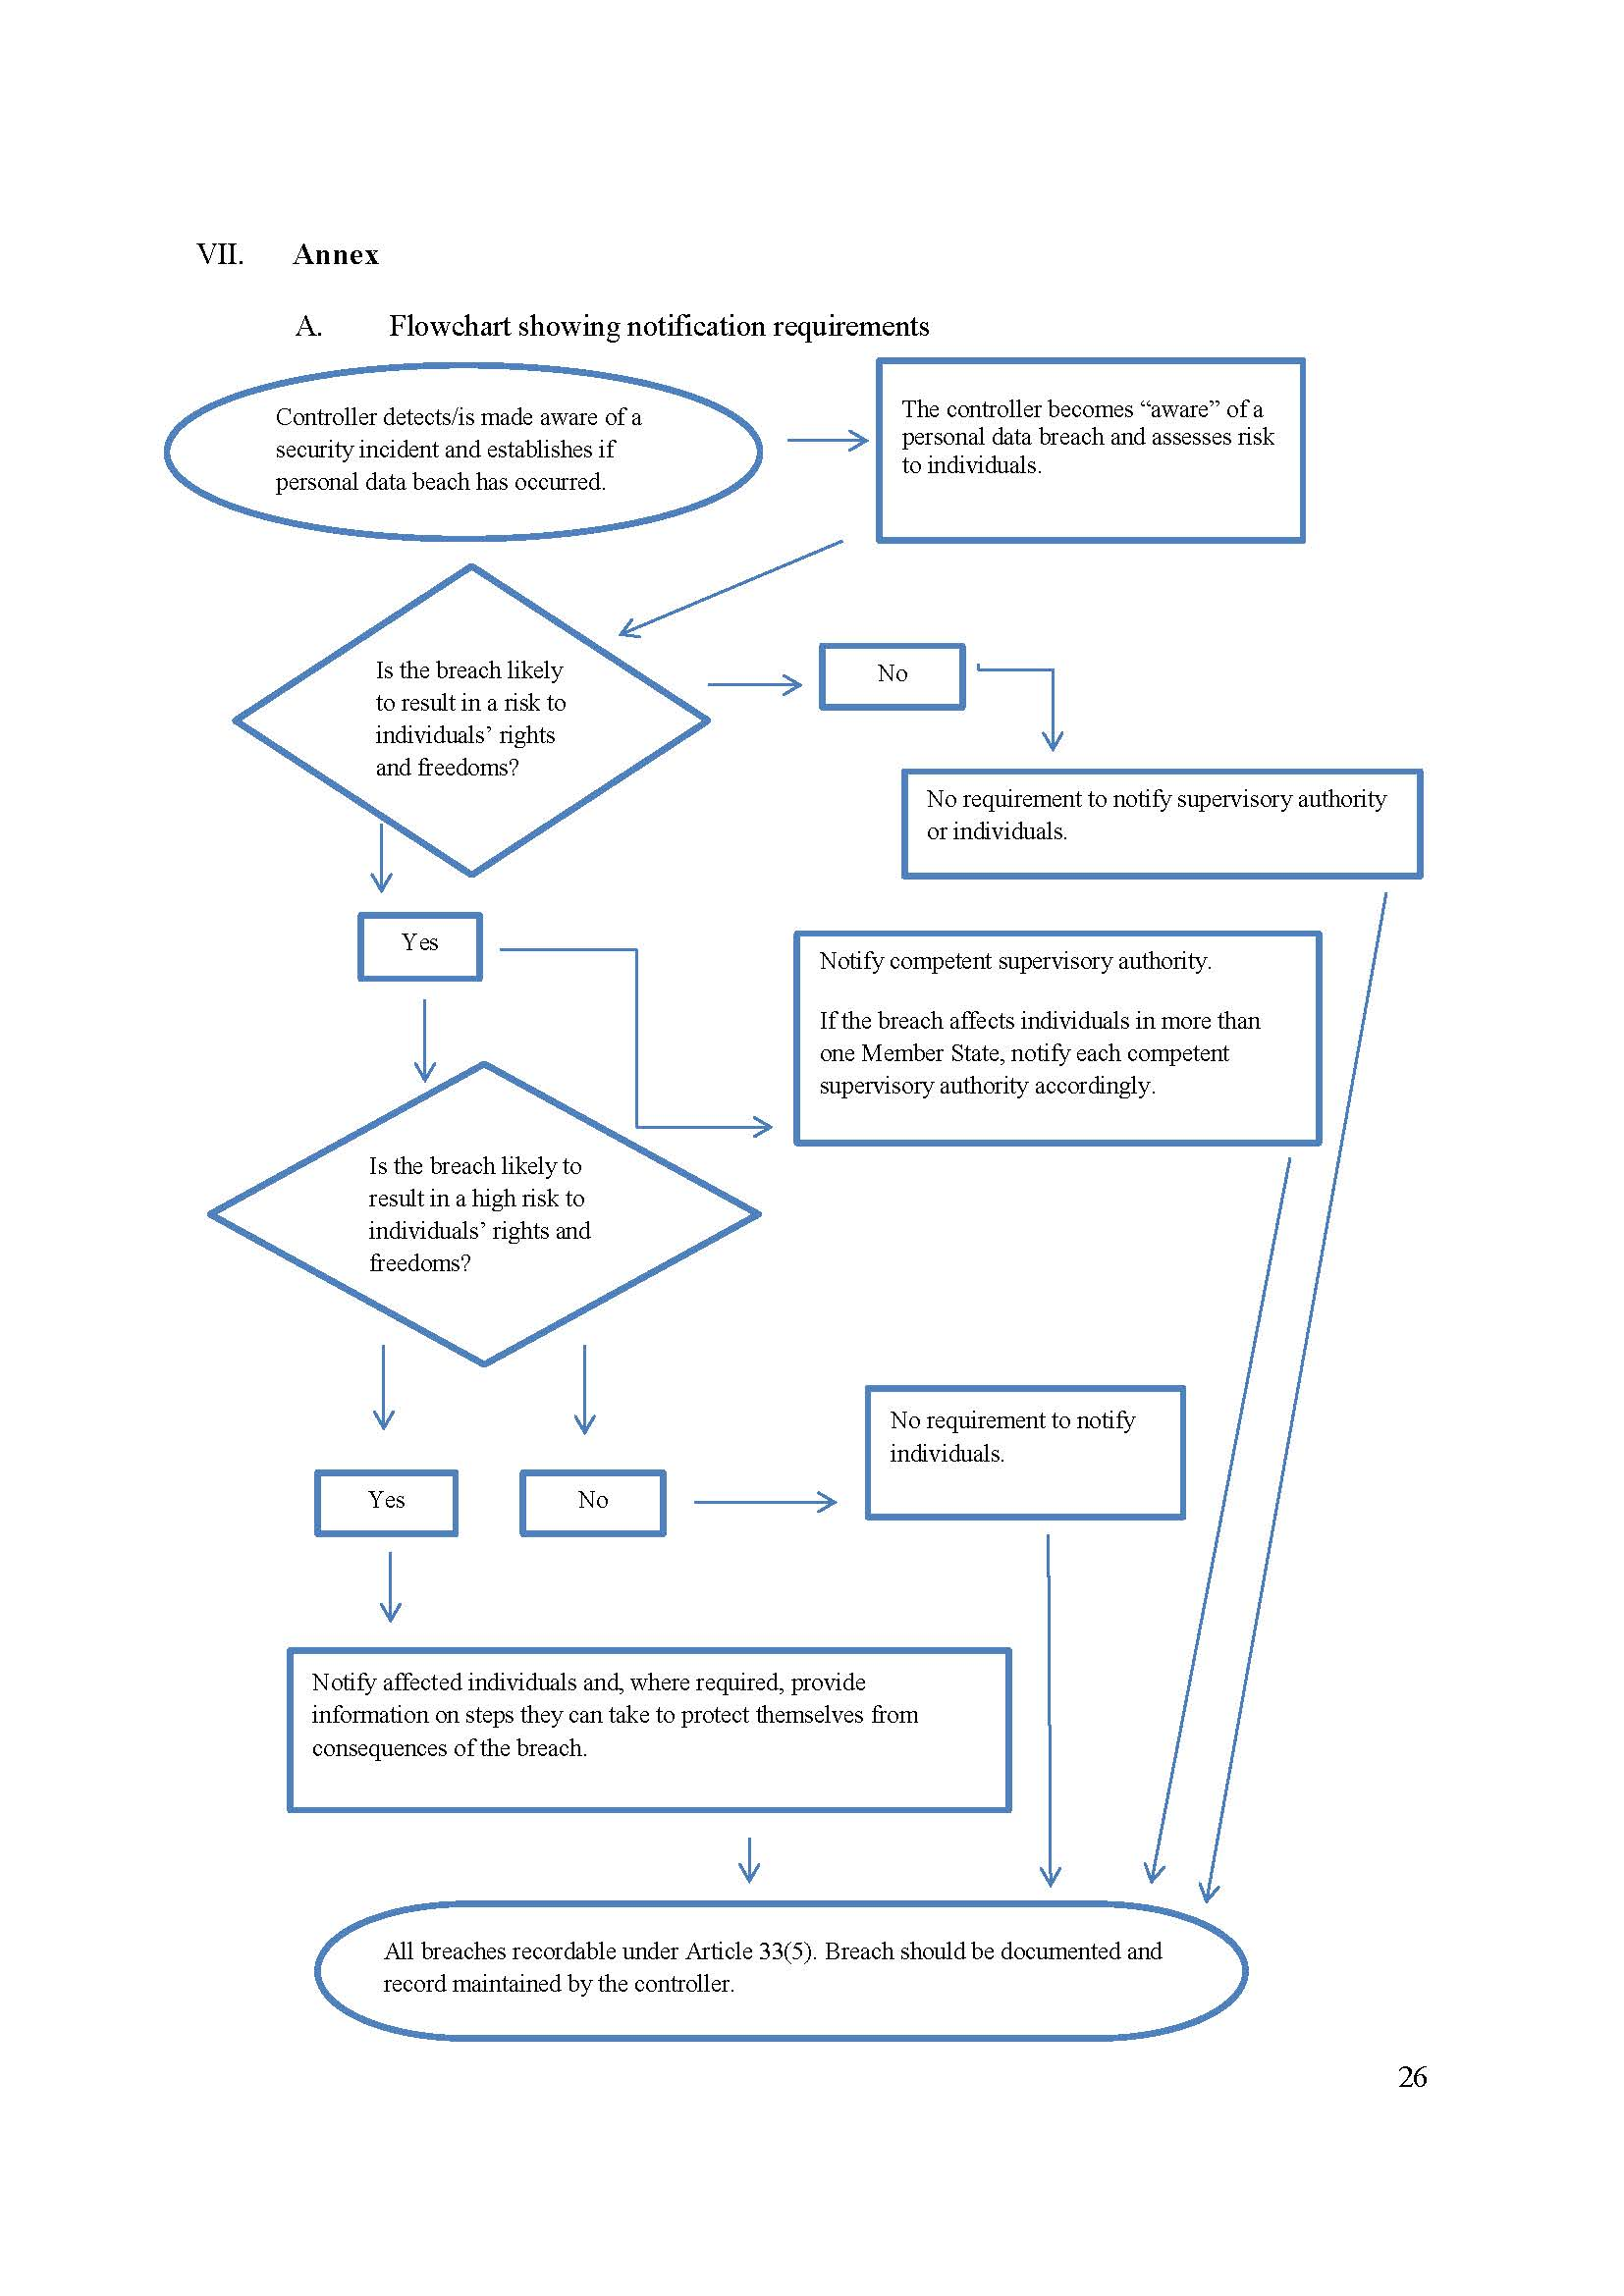 VII. Annex
A. Flowchart showing notification requirements
Controller detects/is made aware of a
security incident and establishes if
personal data beach has occurred.
The controller becomes “aware” of a
personal data breach and assesses risk
to individuals.
Is the breach likely
to result in a risk to
individuals’ rights
and freedoms?
No
No requirement to notify supervisory authority
or individuals.
Yes
Notify competent supervisory authority.
If the breach affects individuals in more than
one Member State, notify each competent
supervisory authority accordingly.
Is the breach likely to
result in a high risk to
individuals’ rights and
freedoms?
Yes
No
No requirement to notify
individuals.
Notify affected individuals and, where required, provide
information on steps they can take to protect themselves from
consequences of the breach.
All breaches recordable under Article 33(5). Breach should be documented and
record maintained by the controller.
26